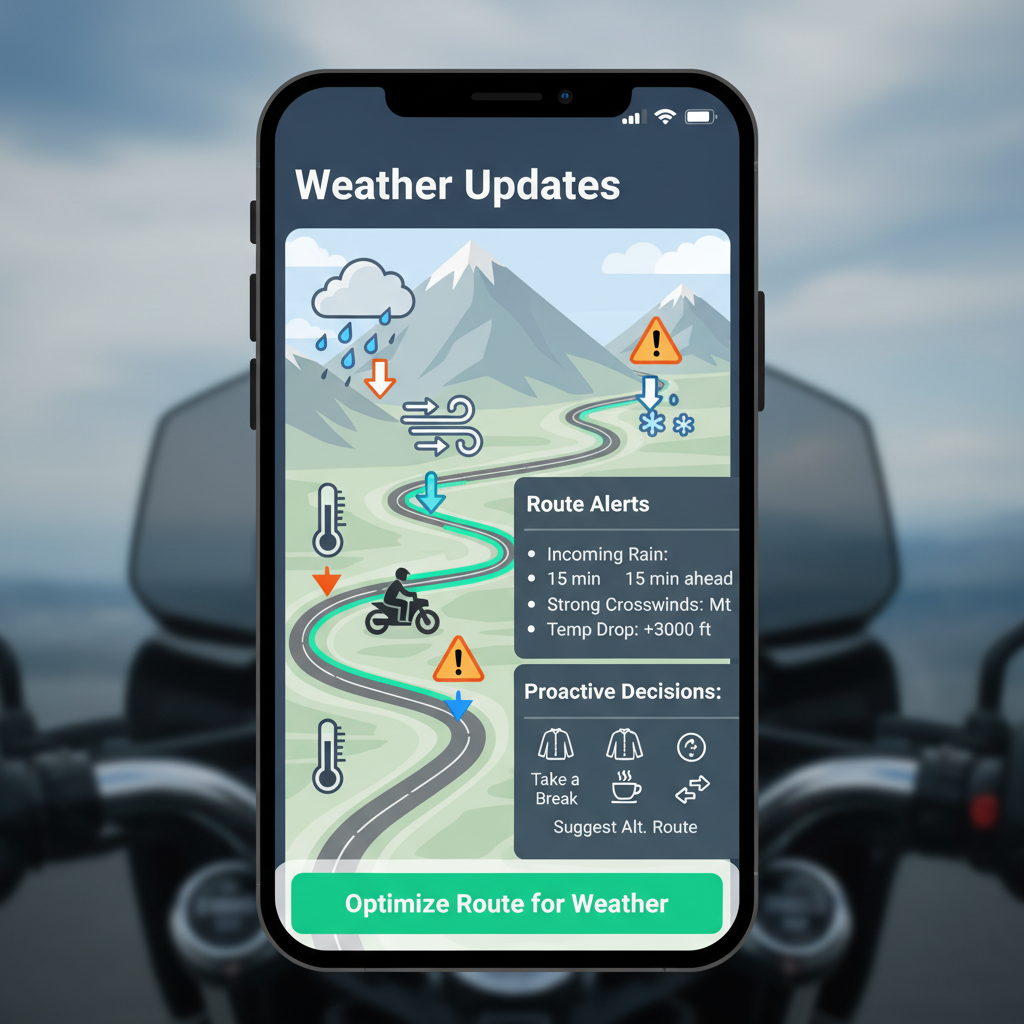 Weather Updates
Route Alerts
• Incoming Rain:
• 15 min 15 min ahead
• Strong Crosswinds: Mt
• Temp Drop: +3000 ft
Proactive Decisions:
Take a
Break
Suggest Alt. Route
Optimize Route for Weather